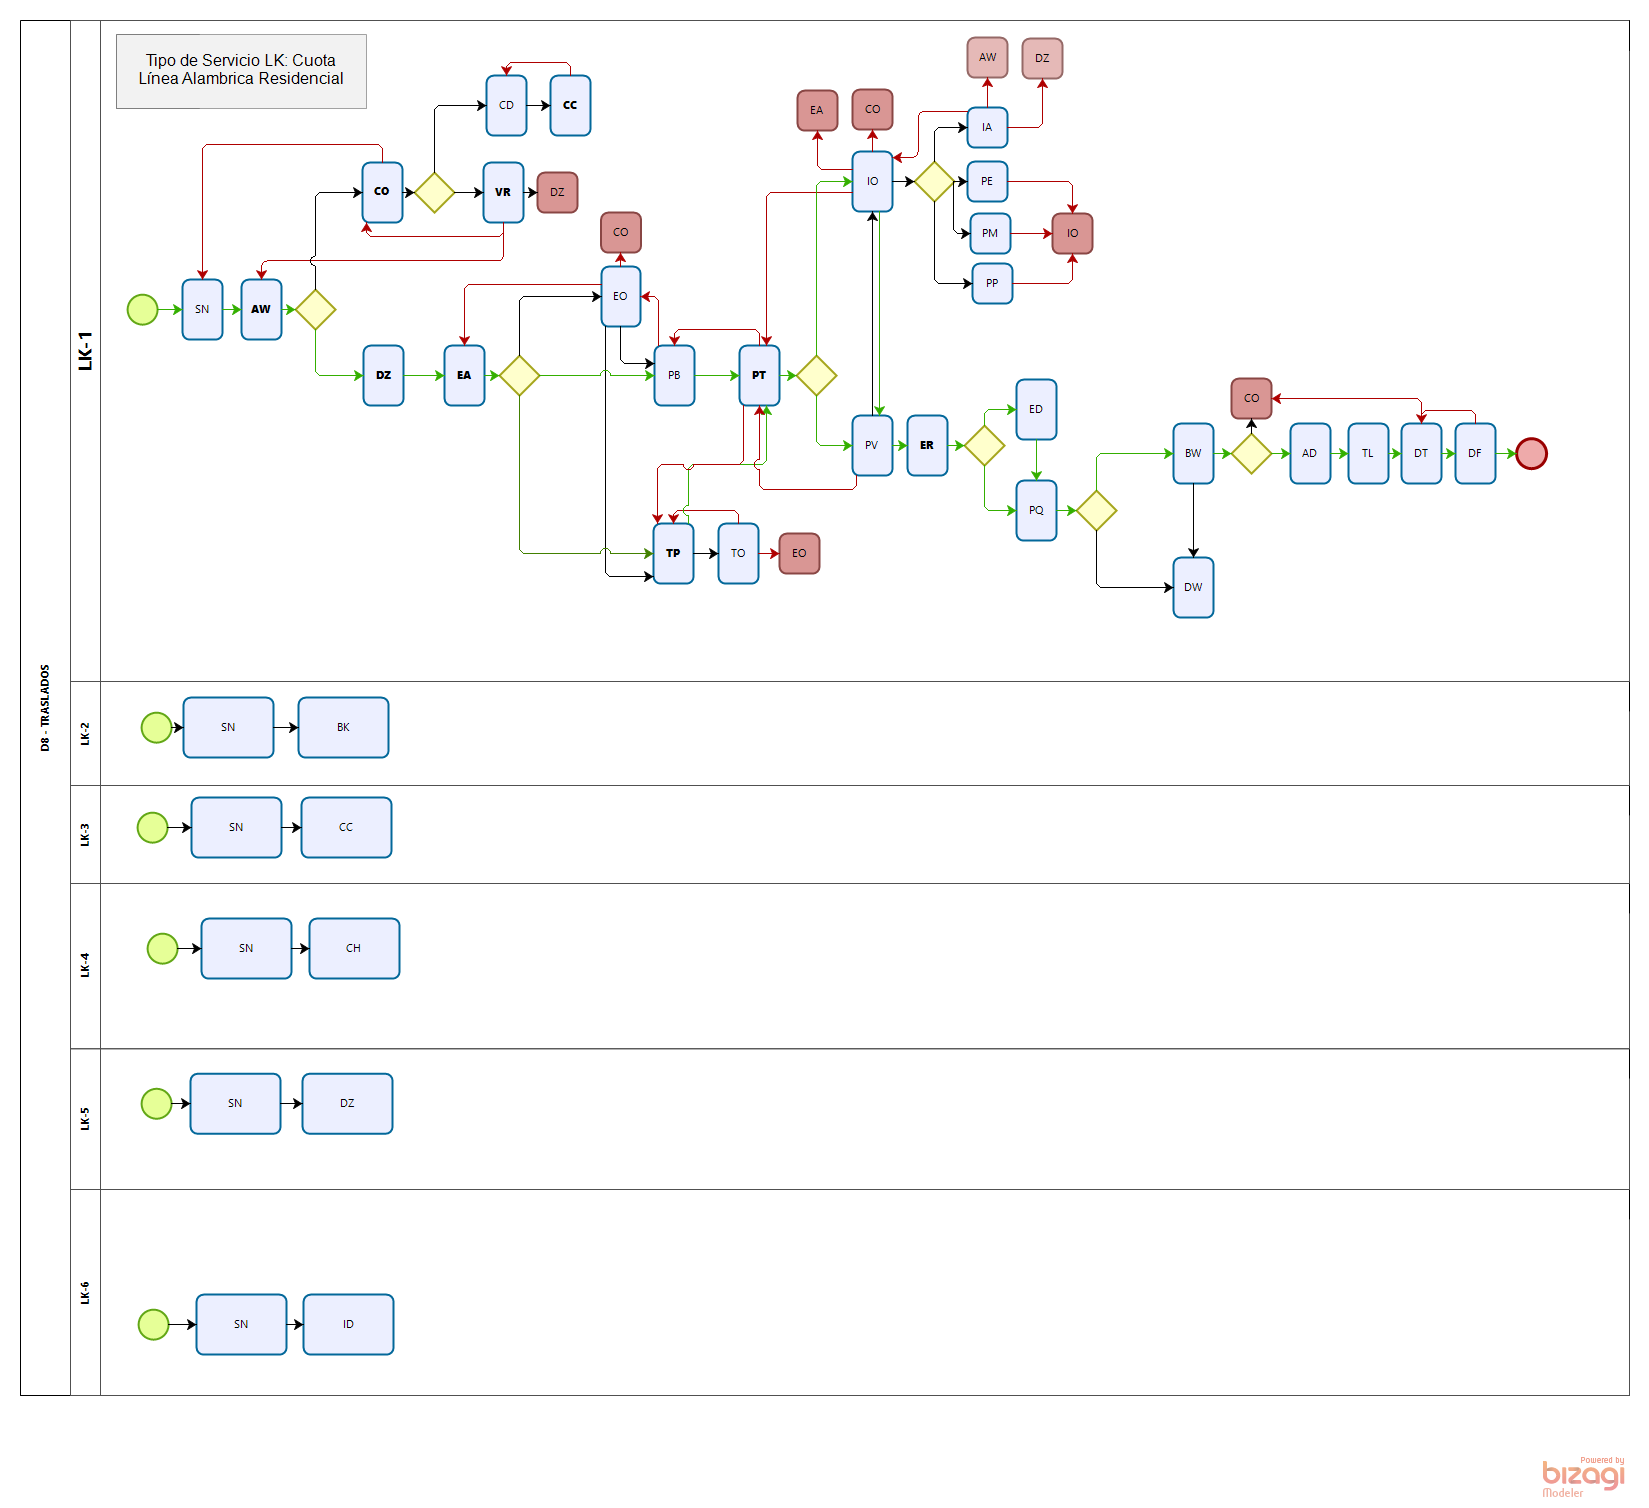 Tipo de Servicio LK: Cuota
Línea Alambrica Residencial
D8 - TRASLADOS
LK-1
AW
DZ
CD
CC
EA
CO
IA
CO
VR
DZ
IO
PE
CO
PM
IO
EO
PP
SN
AW
DZ
EA
PB
PT
ED
CO
PV
ER
BW
AD
TL
DT
DF
PQ
TP
TO
EO
DW
LK-2
SN
BK
LK-3
SN
CC
LK-4
SN
CH
LK-5
SN
DZ
LK-6
SN
ID
Powered by
bizagi
Modeler